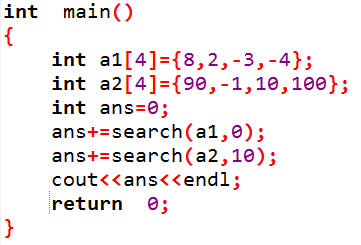 int  main()
{
    int a1[4]={8,2,-3,-4};
    int a2[4]={90,-1,10,100};
    int ans=0;
    ans+=search(a1,0);
    ans+=search(a2,10);
    cout<<ans<<endl;
    return  0;
}